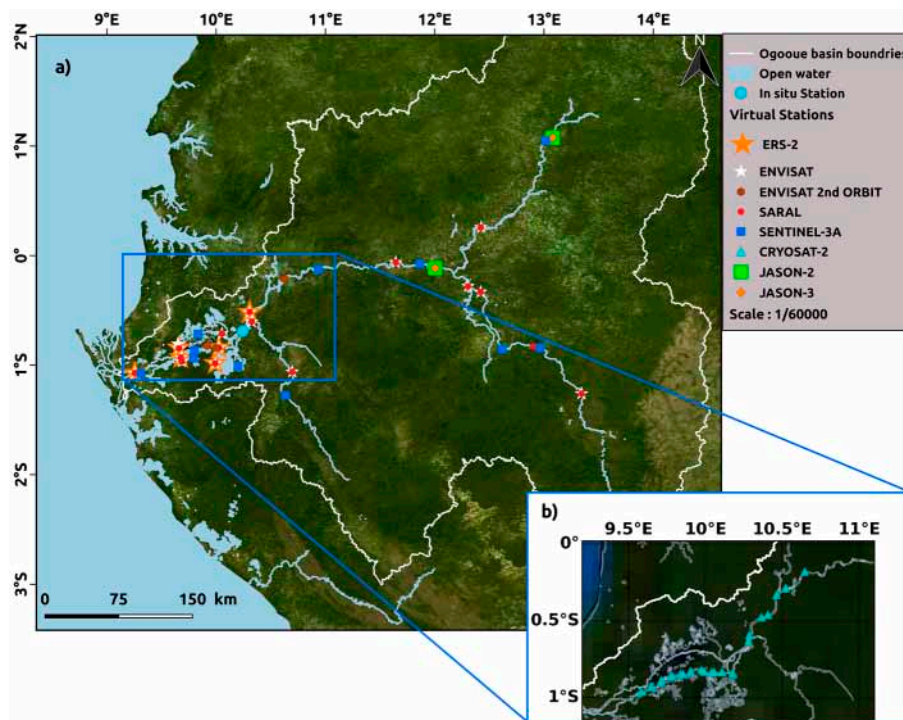 9°E 10°E 11°E 12°E 13°E 14°E
2°N
a)
N
1°N
0°
1°S
2°S
3°S
0 75 150 km
Ogooue basin boundries
Open water
In situ Station
Virtual Stations
ERS-2
ENVISAT
ENVISAT 2nd ORBIT
SARAL
SENTINEL-3A
CRYOSAT-2
JASON-2
JASON-3
Scale : 1/60000
b)
9.5°E 10°E 10.5°E 11°E
0°
0.5°S
1°S